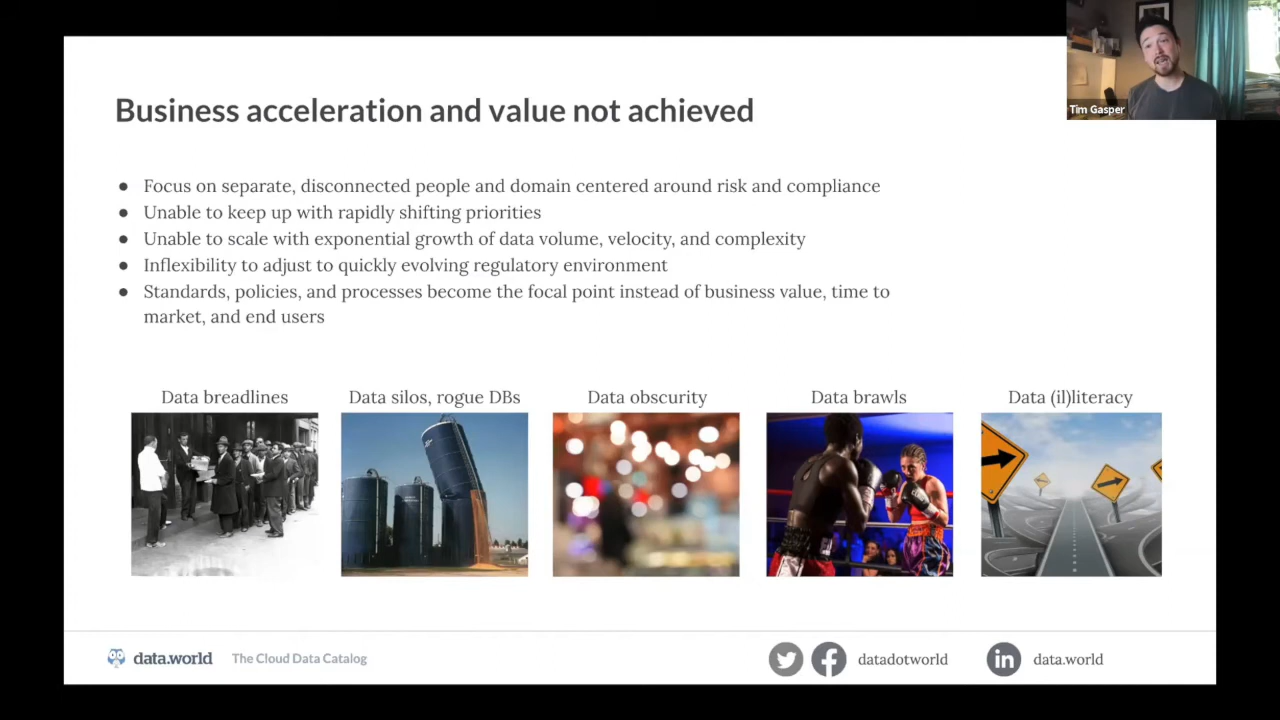 Tim Gasper
Business acceleration and value not achieved
● Focus on separate, disconnected people and domain centered around risk and compliance
● Unable to keep up with rapidly shifting priorities
● Unable to scale with exponential growth of data volume, velocity, and complexity
● Inflexibility to adjust to quickly evolving regulatory environment
● Standards, policies, and processes become the focal point instead of business value, time to
market, and end users
Data breadlines
Data silos, rogue DBs
Data obscurity
Data brawls
Data (il)literacy
data.world
The Cloud Data Catalog
datadotworld
in
data.world